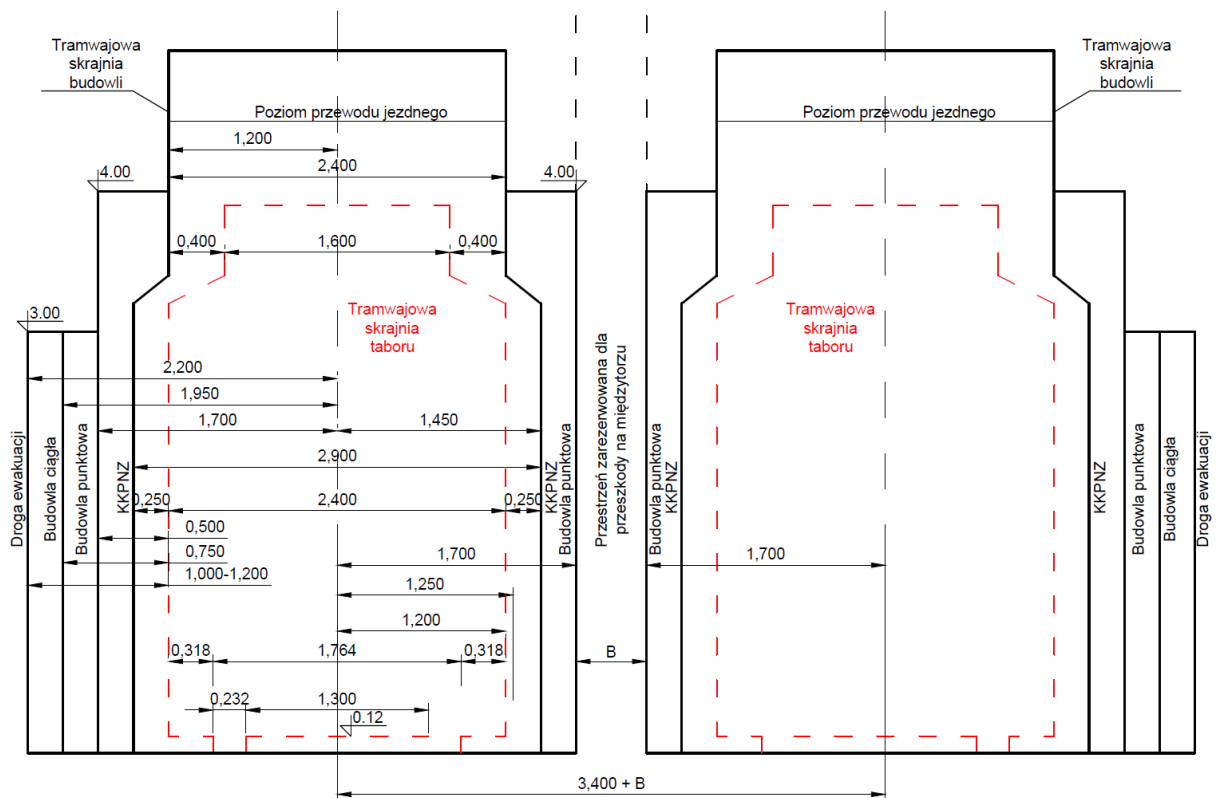 Tramwajowa
skrajnia
budowli
Tramwajowa
skrajnia
budowli
Poziom przewodu jezdnego
Poziom przewodu jezdnego
1,200
2,400
4.00
4.00
0,400
1,600
0,400
3.00
Tramwajowa
skrajnia
taboru
Tramwajowa
skrajnia
taboru
2,200
1,950
1,700
1,450
2,900
0,250
2,400
0,250
0,500
0,750
1,000-1,200
1,700
1,700
1,250
1,200
0,318
1,764
0,318
B
0,232
1,300
0.12
3,400 + B
Droga ewakuacji
Budowla ciągła
Budowla punktowa
KKPNZ
KKPNZ
Budowla punktowa
Przestrzeń zarezewowana dla
przeszkody na międzytorzu
Budowla punktowa
KKPNZ
KKPNZ
Budowla punktowa
Budowla ciągła
Droga ewakuacji